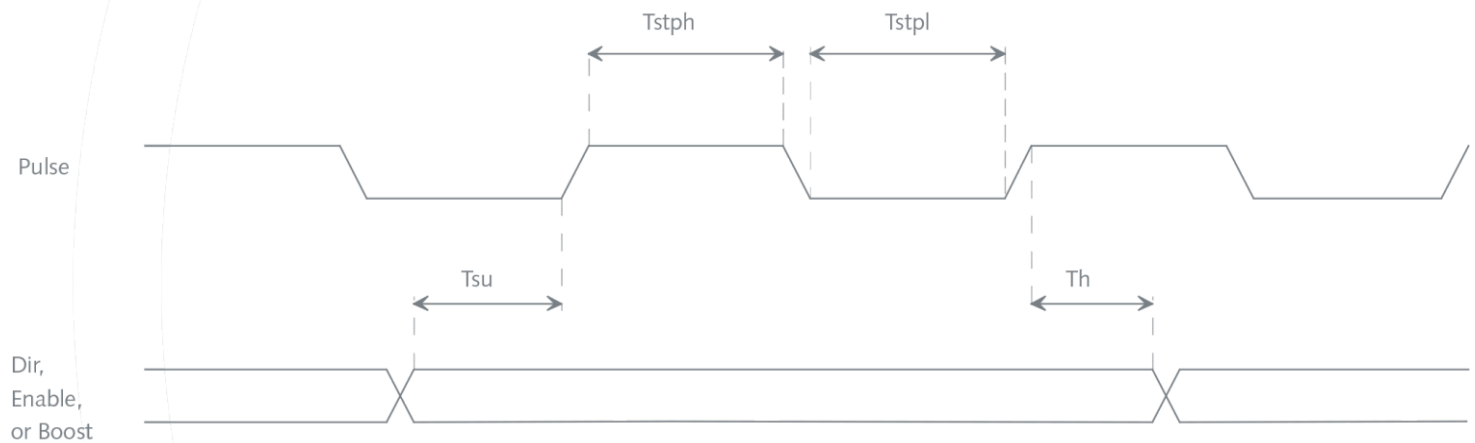 Tstph
Tstpl
Pulse
Tsu
Th
Dir,
Enable,
or Boost